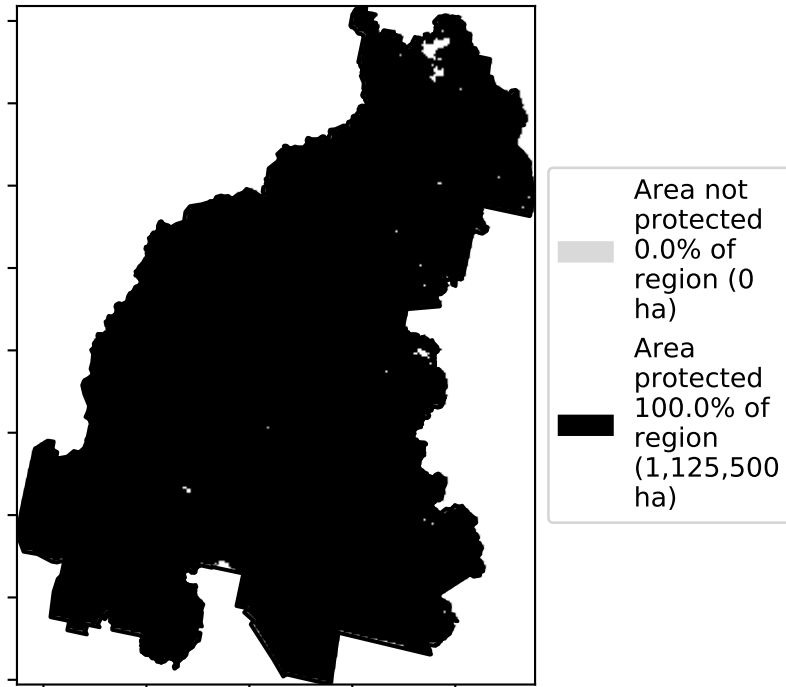 Area not
protected
0.0% of
region (0
ha)
Area
protected
100.0% of
region
(1,125,500
ha)